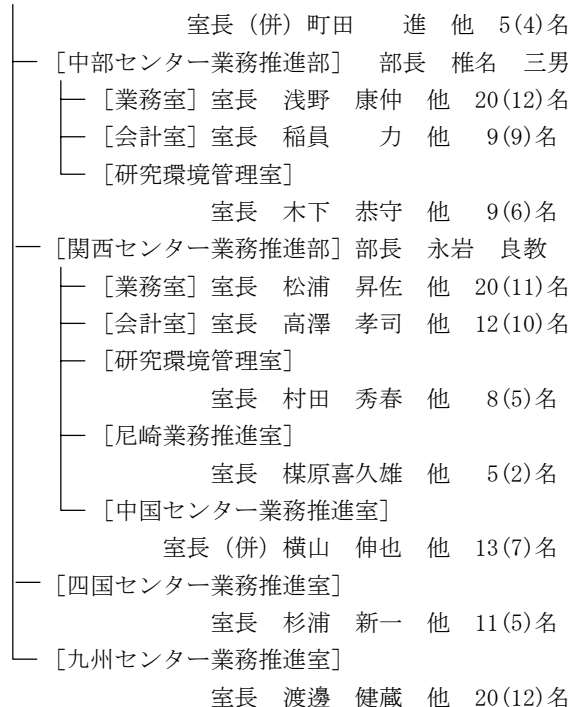 室長（併）町田　　進　他　5(4)名
［中部センター業務推進部］　部長　椎名　三男
［業務室］室長　浅野　康仲　他　20(12)名
［会計室］室長　稲員　　力　他　9(9)名
［研究環境管理室］
室長　木下　恭守　他　9(6)名
［関西センター業務推進部］部長　永岩　良教
［業務室］室長　松浦　昇佐　他　20(11)名
［会計室］室長　高澤　孝司　他　12(10)名
［研究環境管理室］
室長　村田　秀春　他　8(5)名
［尼崎業務推進室］
室長　楳原喜久雄　他　5(2)名
［中国センター業務推進室］
室長（併）横山　伸也　他　13(7)名
［四国センター業務推進室］
室長　杉浦　新一　他　11(5)名
［九州センター業務推進室］
室長　渡邊　健蔵　他　20(12)名